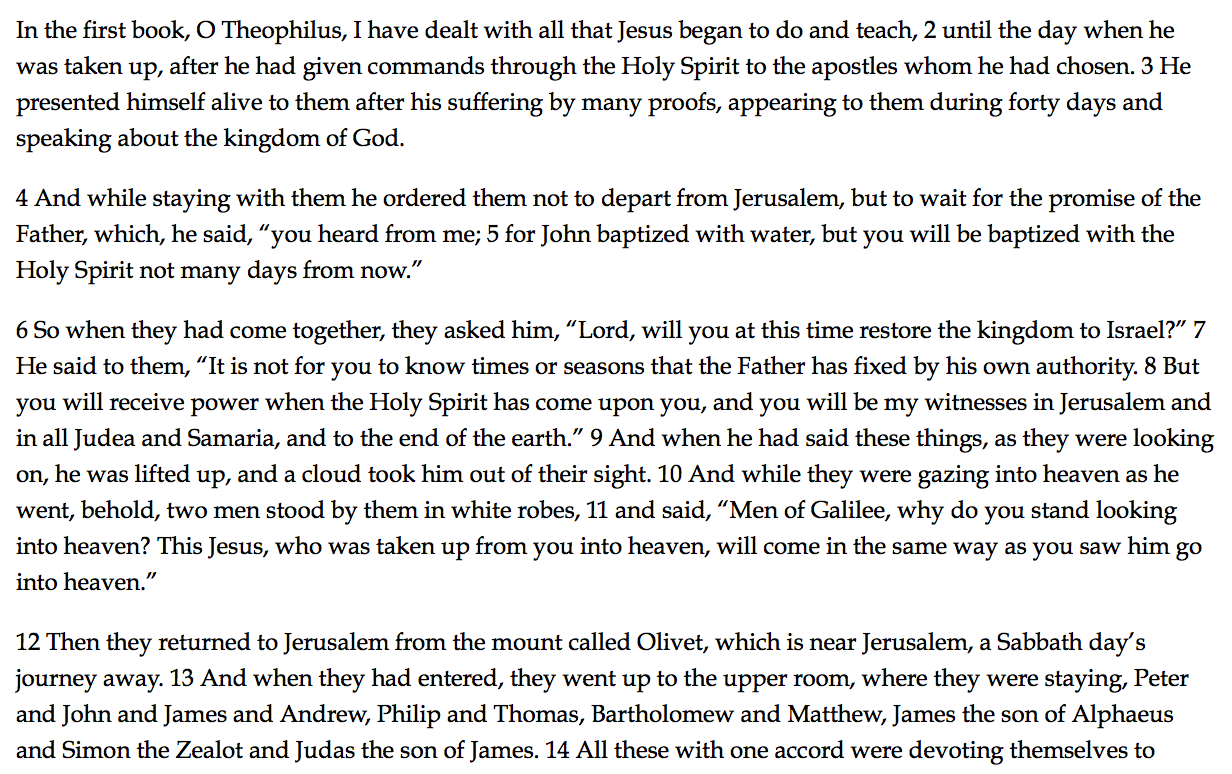 In the first book, O Theophilus, I have dealt with all that Jesus began to do and teach, 2 until the day when he
was taken up, after he had given commands through the Holy Spirit to the apostles whom he had chosen. 3 He
presented himself alive to them after his suffering by many proofs, appearing to them during forty days and
speaking about the kingdom of God.
4 And while staying with them he ordered them not to depart from Jerusalem, but to wait for the promise of the
Father, which, he said, “you heard from me; 5 for John baptized with water, but you will be baptized with the
Holy Spirit not many days from now.”
6 So when they had come together, they asked him, “Lord, will you at this time restore the kingdom to Israel?” 7
He said to them, “It is not for you to know times or seasons that the Father has fixed by his own authority. 8 But
you will receive power when the Holy Spirit has come upon you, and you will be my witnesses in Jerusalem and
in all Judea and Samaria, and to the end of the earth.” 9 And when he had said these things, as they were looking
on, he was lifted up, and a cloud took him out of their sight. 10 And while they were gazing into heaven as he
went, behold, two men stood by them in white robes, 11 and said, “Men of Galilee, why do you stand looking
into heaven? This Jesus, who was taken up from you into heaven, will come in the same way as you saw him go
into heaven.”
12 Then they returned to Jerusalem from the mount called Olivet, which is near Jerusalem, a Sabbath day’s
journey away. 13 And when they had entered, they went up to the upper room, where they were staying, Peter
and John and James and Andrew, Philip and Thomas, Bartholomew and Matthew, James the son of Alphaeus
and Simon the Zealot and Judas the son of James. 14 All these with one accord were devoting themselves to